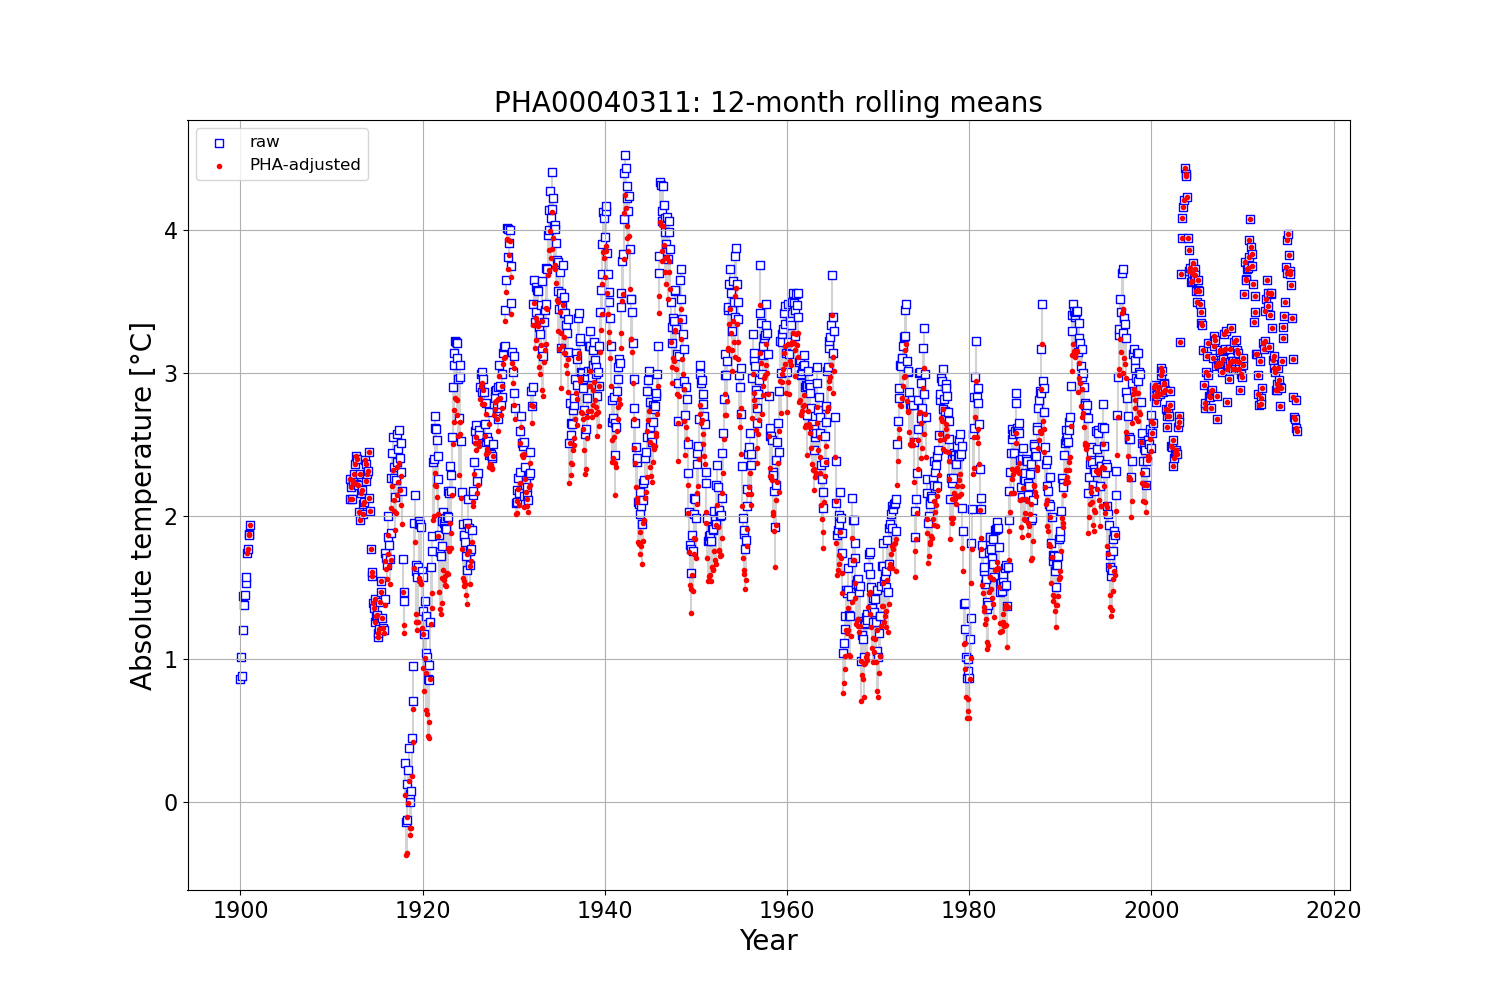 PHA00040311: 12-month rolling means
raw
PHA-adjusted
Absolute temperature [°C]
4
3
2
1
0
1900
1920
1940
1960
1980
2000
2020
Year